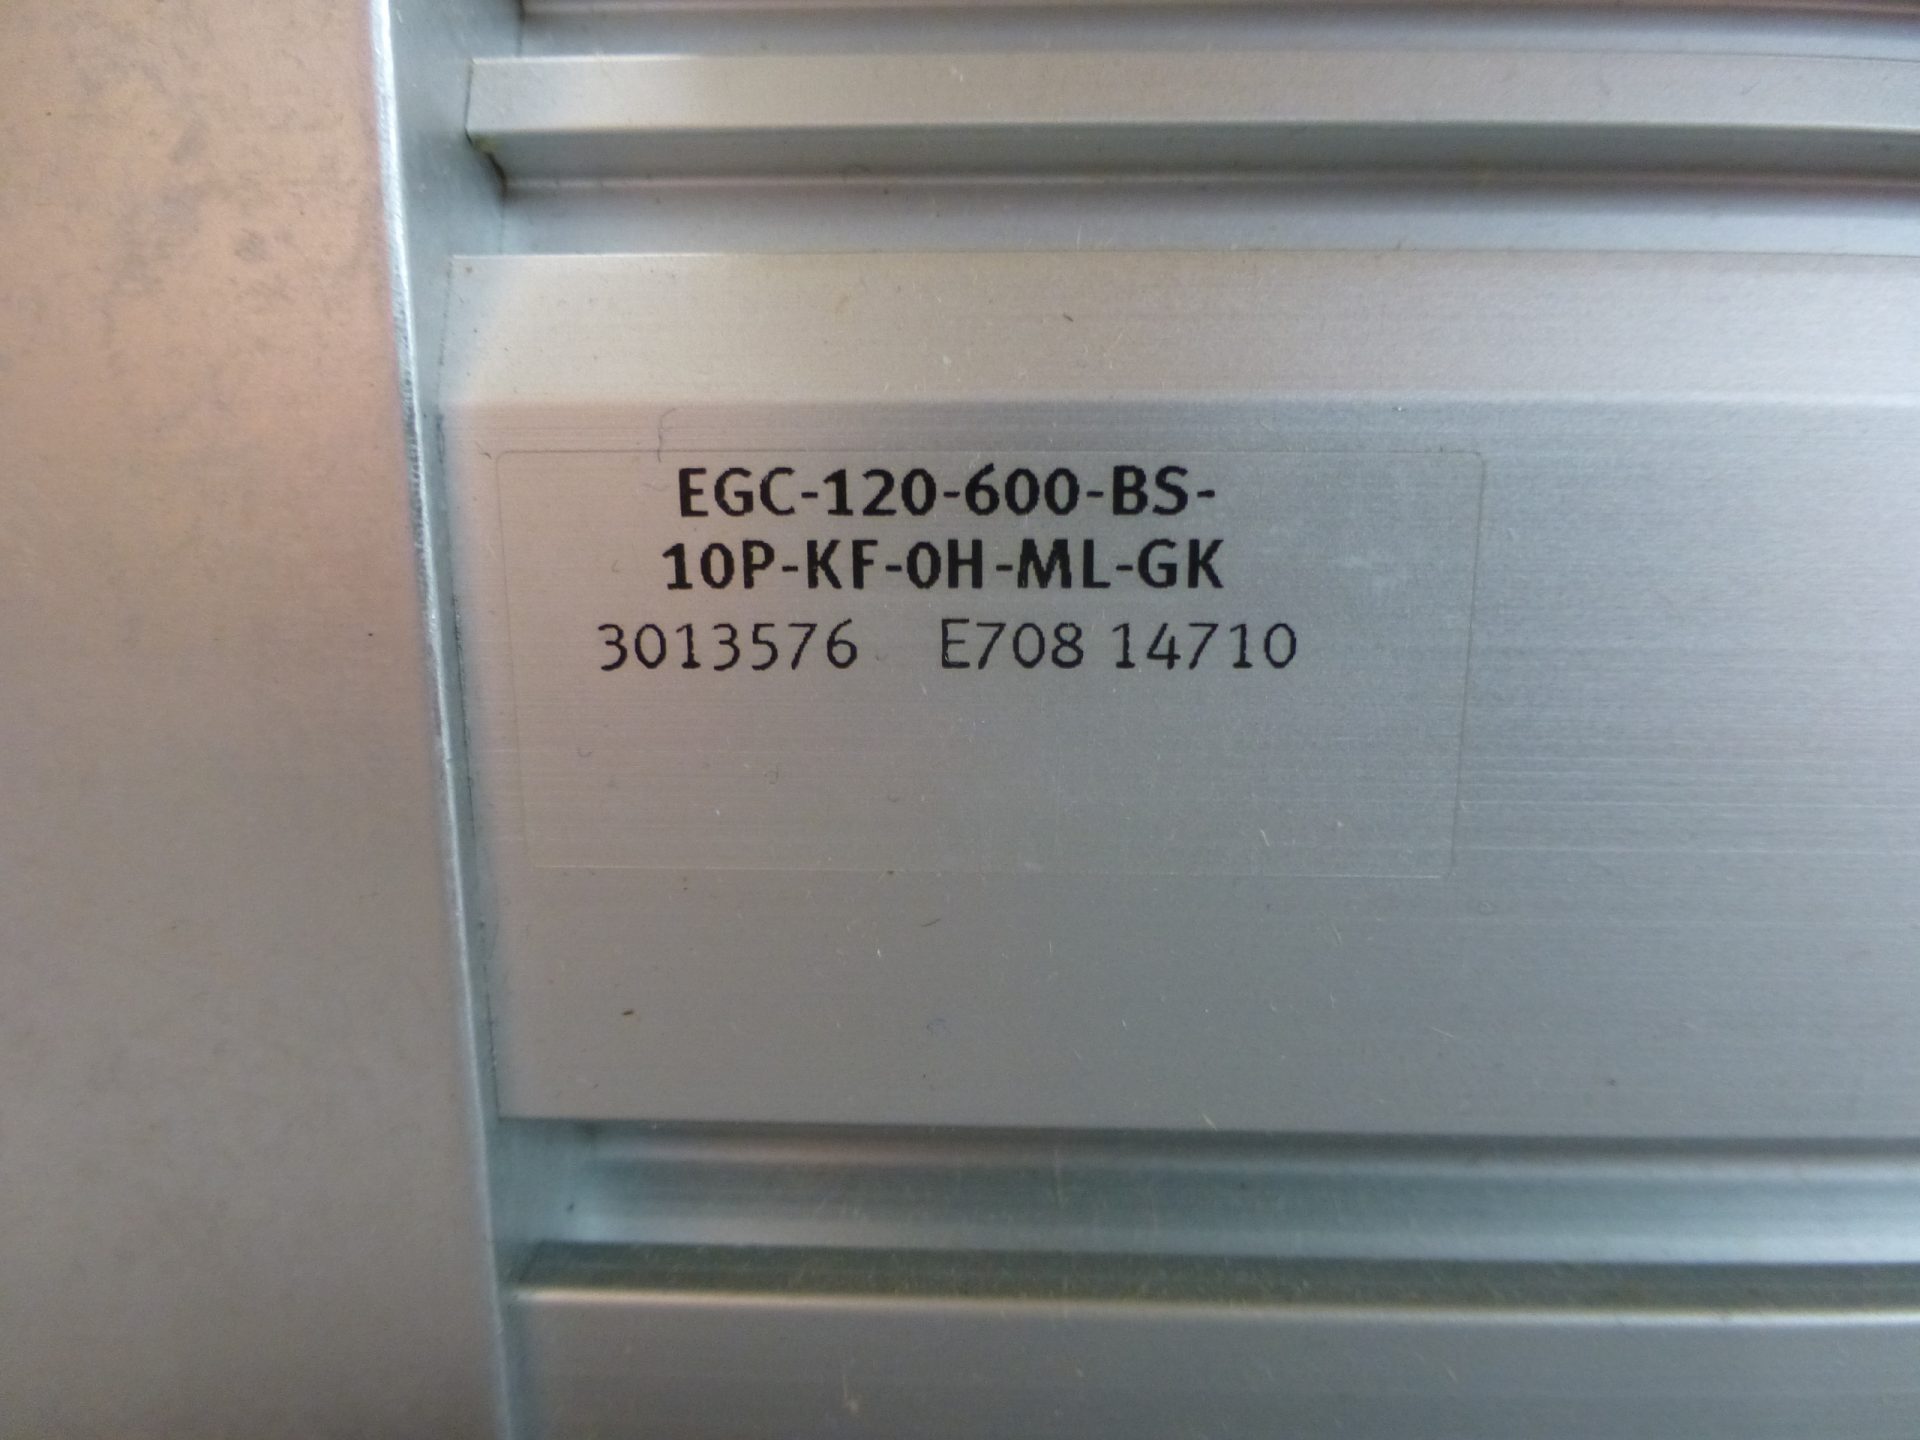 EGC-120-600-BS-
10P-KF-0H-ML-GK
3013576 E708 14710